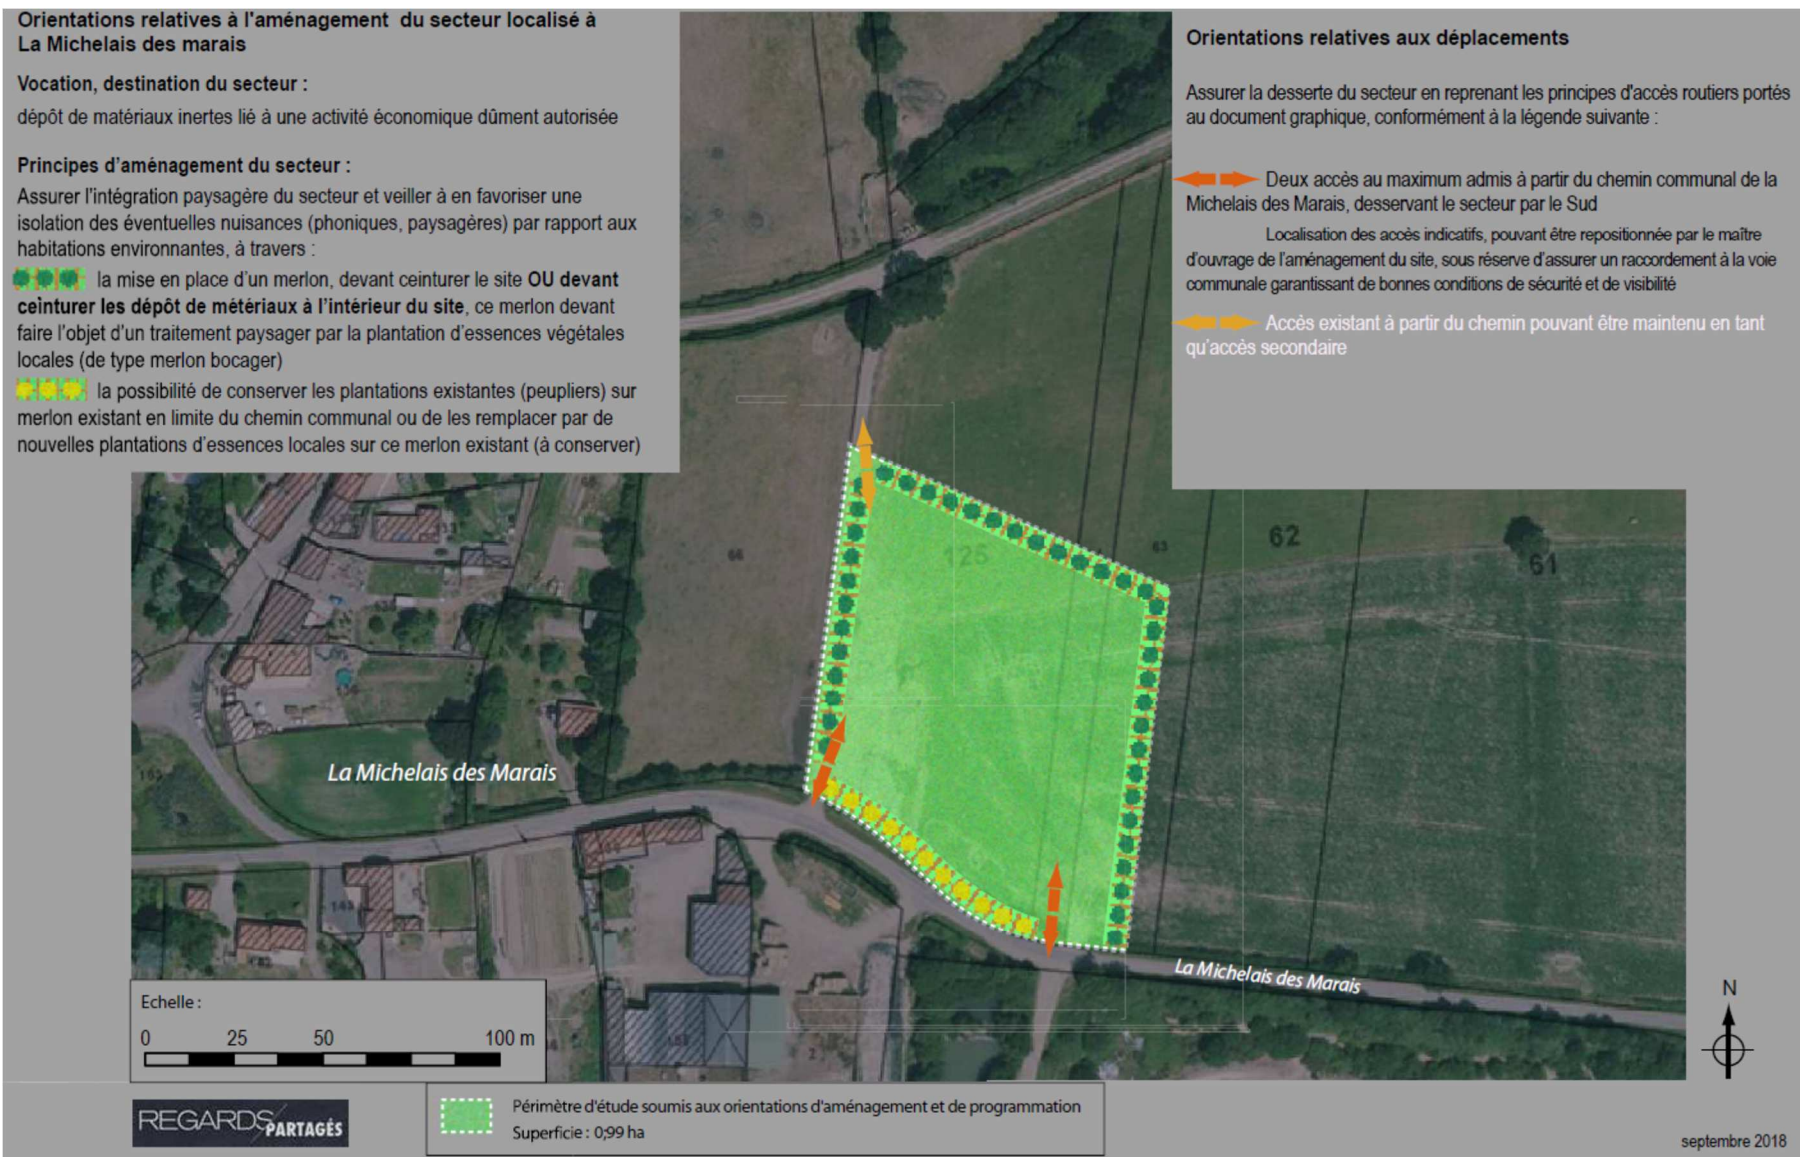 Orientations relatives à l'aménagement du secteur localisé à
La Michelais des marais
Vocation, destination du secteur :
dépôt de matériaux inertes lié à une activité économique dûment autorisée
Principes d'aménagement du secteur :
Assurer l'intégration paysagère du secteur et veiller à en favoriser une
isolation des éventuelles nuisances (phoniques, paysagères) par rapport aux
habitations environnantes, à travers :
la mise en place d'un merlon, devant ceinturer le site OU devant
ceinturer les dépôt de métériaux à l'intérieur du site, ce merlon devant
faire l'objet d'un traitement paysager par la plantation d'essences végétales
locales (de type merlon bocager)
la possibilité de conserver les plantations existantes (peupliers) sur
merlon existant en limite du chemin communal ou de les remplacer par de
nouvelles plantations d'essences locales sur ce merlon existant (à conserver)
Orientations relatives aux déplacements
Assurer la desserte du secteur en reprenant les principes d'accès routiers portés
au document graphique, conformément à la légende suivante :
Deux accès au maximum admis à partir du chemin communal de la
Michelais des Marais, desservant le secteur par le Sud
Localisation des accès indicatifs, pouvant être repositionnée par le maître
d'ouvrage de l'aménagement du site, sous réserve d'assurer un raccordement à la voie
communale garantissant de bonnes conditions de sécurité et de visibilité
Accès existant à partir du chemin pouvant être maintenu en tant
qu'accès secondaire
66
125
63
62
61
La Michelais des Marais
La Michelais des Marais
Echelle :
0 25 50 100 m
N
REGARDS PARTAGÉS
Périmètre d'étude soumis aux orientations d'aménagement et de programmation
Superficie : 0,99 ha
septembre 2018